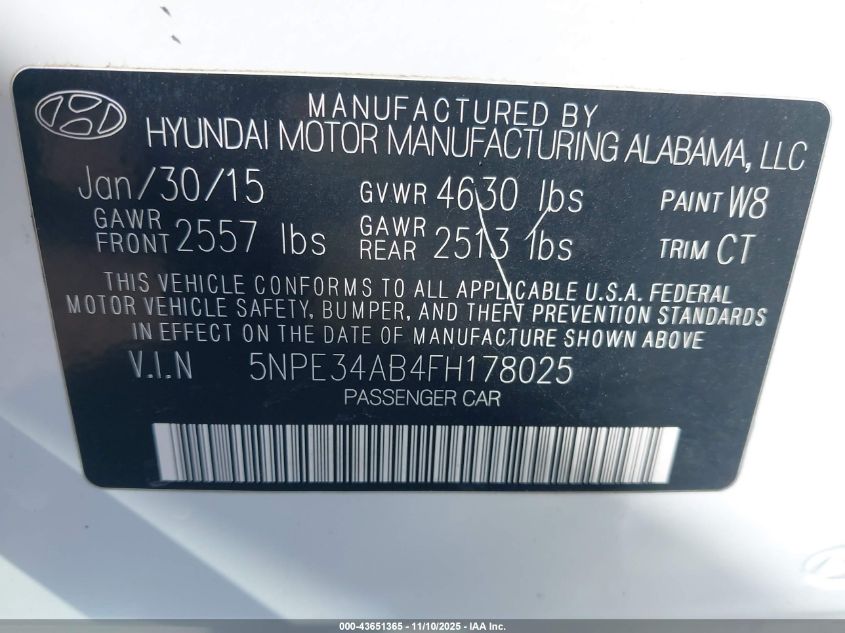 MANUFACTURED BY
HYUNDAI MOTOR MANUFACTURING ALABAMA, LLC
Jan/30/15 GVWR 4630 lbs PAINT W8
GAWR FRONT 2557 lbs GAWR REAR 2513 lbs TRIM CT
THIS VEHICLE CONFORMS TO ALL APPLICABLE U.S.A. FEDERAL
MOTOR VEHICLE SAFETY, BUMPER, AND THEFT PREVENTION STANDARDS
IN EFFECT ON THE DATE OF MANUFACTURE SHOWN ABOVE.
V.I.N 5NPE34AB4FH178025
PASSENGER CAR
000-43651365 - 11/10/2025 - IAA Inc.